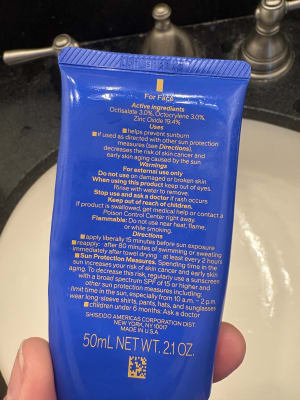 For Face
Active ingredients
Octisalate 3.0%, Octocrylene 3.0%,
Zinc Oxide 19.4%
Uses
■ helps prevent sunburn
■ if used as directed with other sun protection
measures (see Directions),
decreases the risk of skin cancer and
early skin aging caused by the sun
Warnings
For external use only
Do not use on damaged or broken skin
When using this product keep out of eyes.
Rinse with water to remove.
Stop use and ask a doctor if rash occurs
Keep out of reach of children.
If product is swallowed, get medical help or contact a
Poison Control Center right away.
Flammable: Do not use near heat, flame,
or while smoking.
Directions
■ apply liberally 15 minutes before sun exposure
■ reapply: · after 80 minutes of swimming or sweating
· immediately after towel drying · at least every 2 hours
■ Sun Protection Measures. Spending time in the
sun increases your risk of skin cancer and early skin
aging. To decrease this risk, regularly use a sunscreen
with a broad spectrum SPF of 15 or higher and
other sun protection measures including:
· limit time in the sun, especially from 10 a.m. – 2 p.m.
· wear long-sleeve shirts, pants, hats, and sunglasses
■ children under 6 months: Ask a doctor
SHISEIDO AMERICAS CORPORATION DIST.
NEW YORK, NY 10017
MADE IN U.S.A.
50mL NET WT. 2.1 OZ.